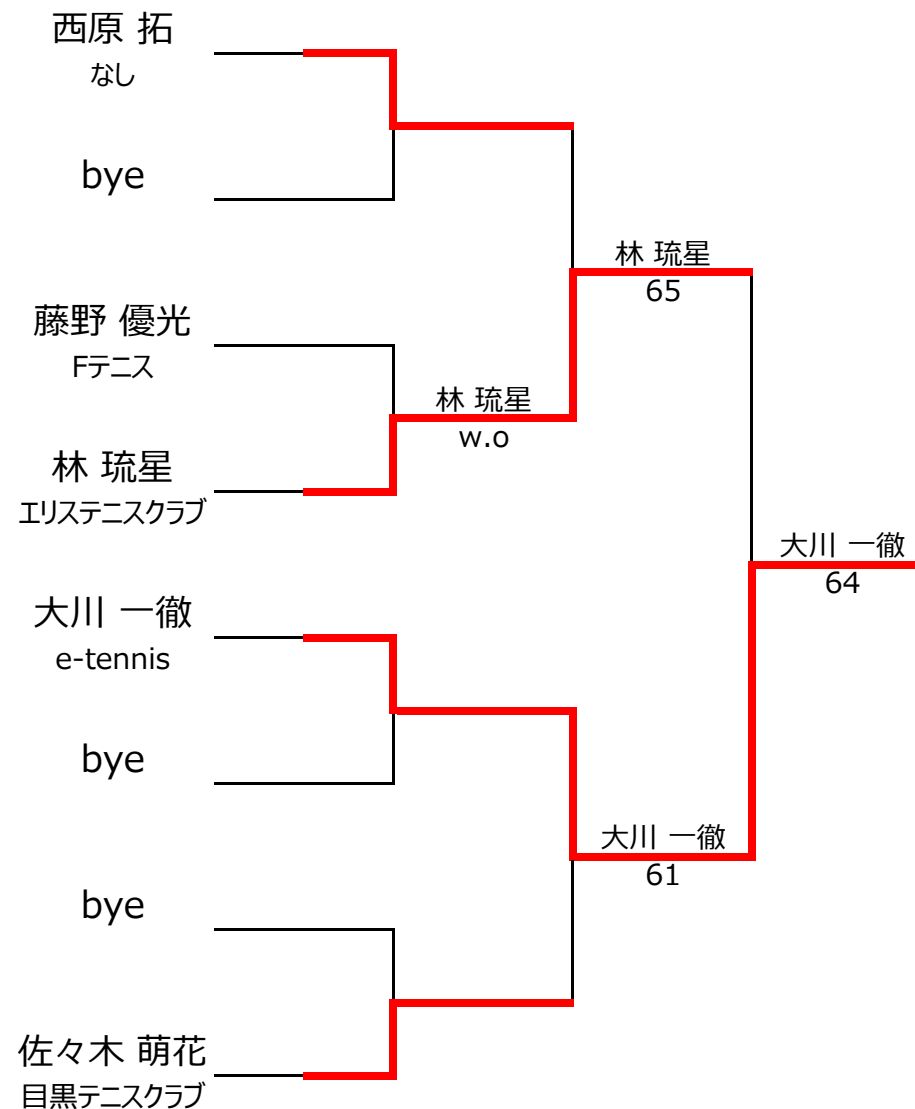 西原 拓
なし
bye
藤野 優光
Fテニス
林 琉星
エリステニスクラブ
大川 一徹
e-tennis
bye
bye
佐々木 萌花
目黒テニスクラブ
林 琉星
w.o
林 琉星
65
大川 一徹
61
大川 一徹
64